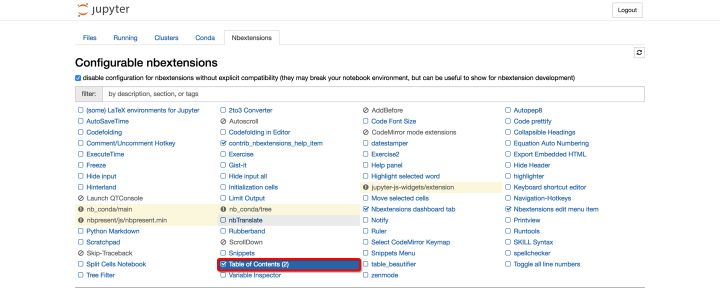 jupyter
Logout
Files Running Clusters Conda Nbextensions
Configurable nbextensions
disable configuration for nbextensions without explicit compatibility (they may break your notebook environment, but can be useful to show for nbextension development)
filter: by description, section, or tags
(some) LaTeX environments for Jupyter 2to3 Converter AddBefore Autopep8
AutoSaveTime Autoscroll Code Font Size Code prettify
Codefolding Codefolding in Editor CodeMirror mode extensions Collapsible Headings
Comment/Uncomment Hotkey contrib_nbextensions_help_item datestamper Equation Auto Numbering
ExecuteTime Exercise Exercise2 Export Embedded HTML
Freeze Gist-it Help panel Hide Header
Hide input Hide input all Highlight selected word highlighter
Hinterland Initialization cells jupyter-js-widgets/extension Keyboard shortcut editor
Launch QTConsole Limit Output Move selected cells Navigation-Hotkeys
nb_conda/main nb_conda/tree Nbextensions dashboard tab Nbextensions edit menu item
nbpresent/js/nbpresent.min nbTranslate Notify Printview
Python Markdown Rubberband Ruler Runtools
Scratchpad ScrollDown Select CodeMirror Keymap SKILL Syntax
Skip-Traceback Snippets Snippets Menu spellchecker
Split Cells Notebook Table of Contents (2) table_beautifier Toggle all line numbers
Tree Filter Variable Inspector zenmode